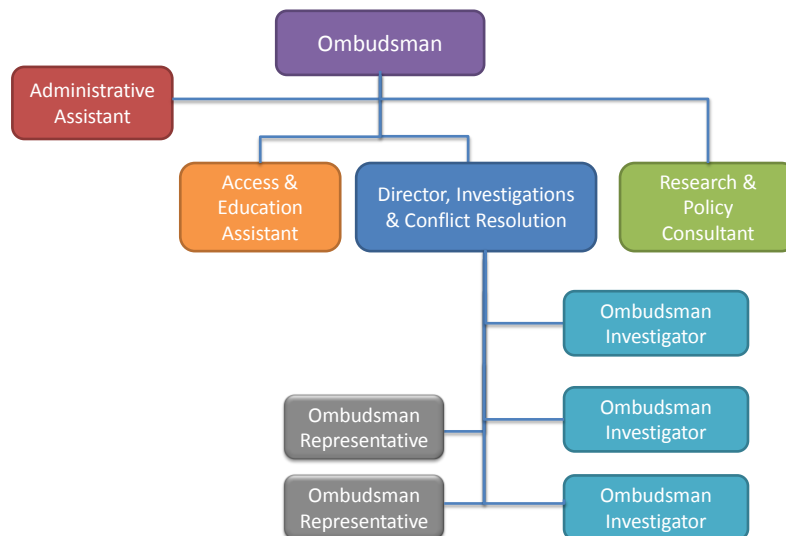 Ombudsman
Administrative
Assistant
Access &
Education
Assistant
Director, Investigations
& Conflict Resolution
Research &
Policy
Consultant
Ombudsman
Investigator
Ombudsman
Representative
Ombudsman
Investigator
Ombudsman
Representative
Ombudsman
Investigator